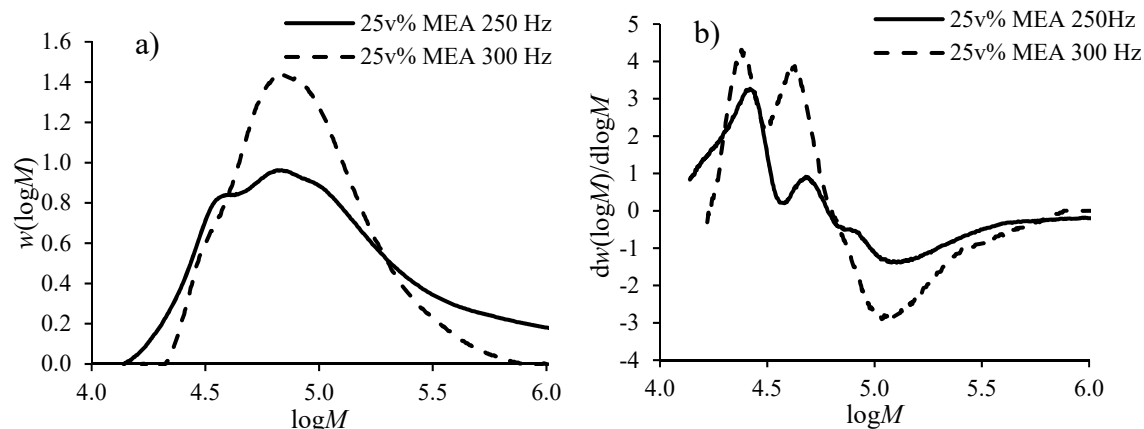 a)
25v% MEA 250 Hz
25v% MEA 300 Hz
w(logM)
1.6
1.4
1.2
1.0
0.8
0.6
0.4
0.2
0.0
4.0 4.5 5.0 5.5 6.0
logM
b)
25v% MEA 250Hz
25v% MEA 300 Hz
dw(logM)/dlogM
5
4
3
2
1
0
-1
-2
-3
-4
4.0 4.5 5.0 5.5 6.0
logM